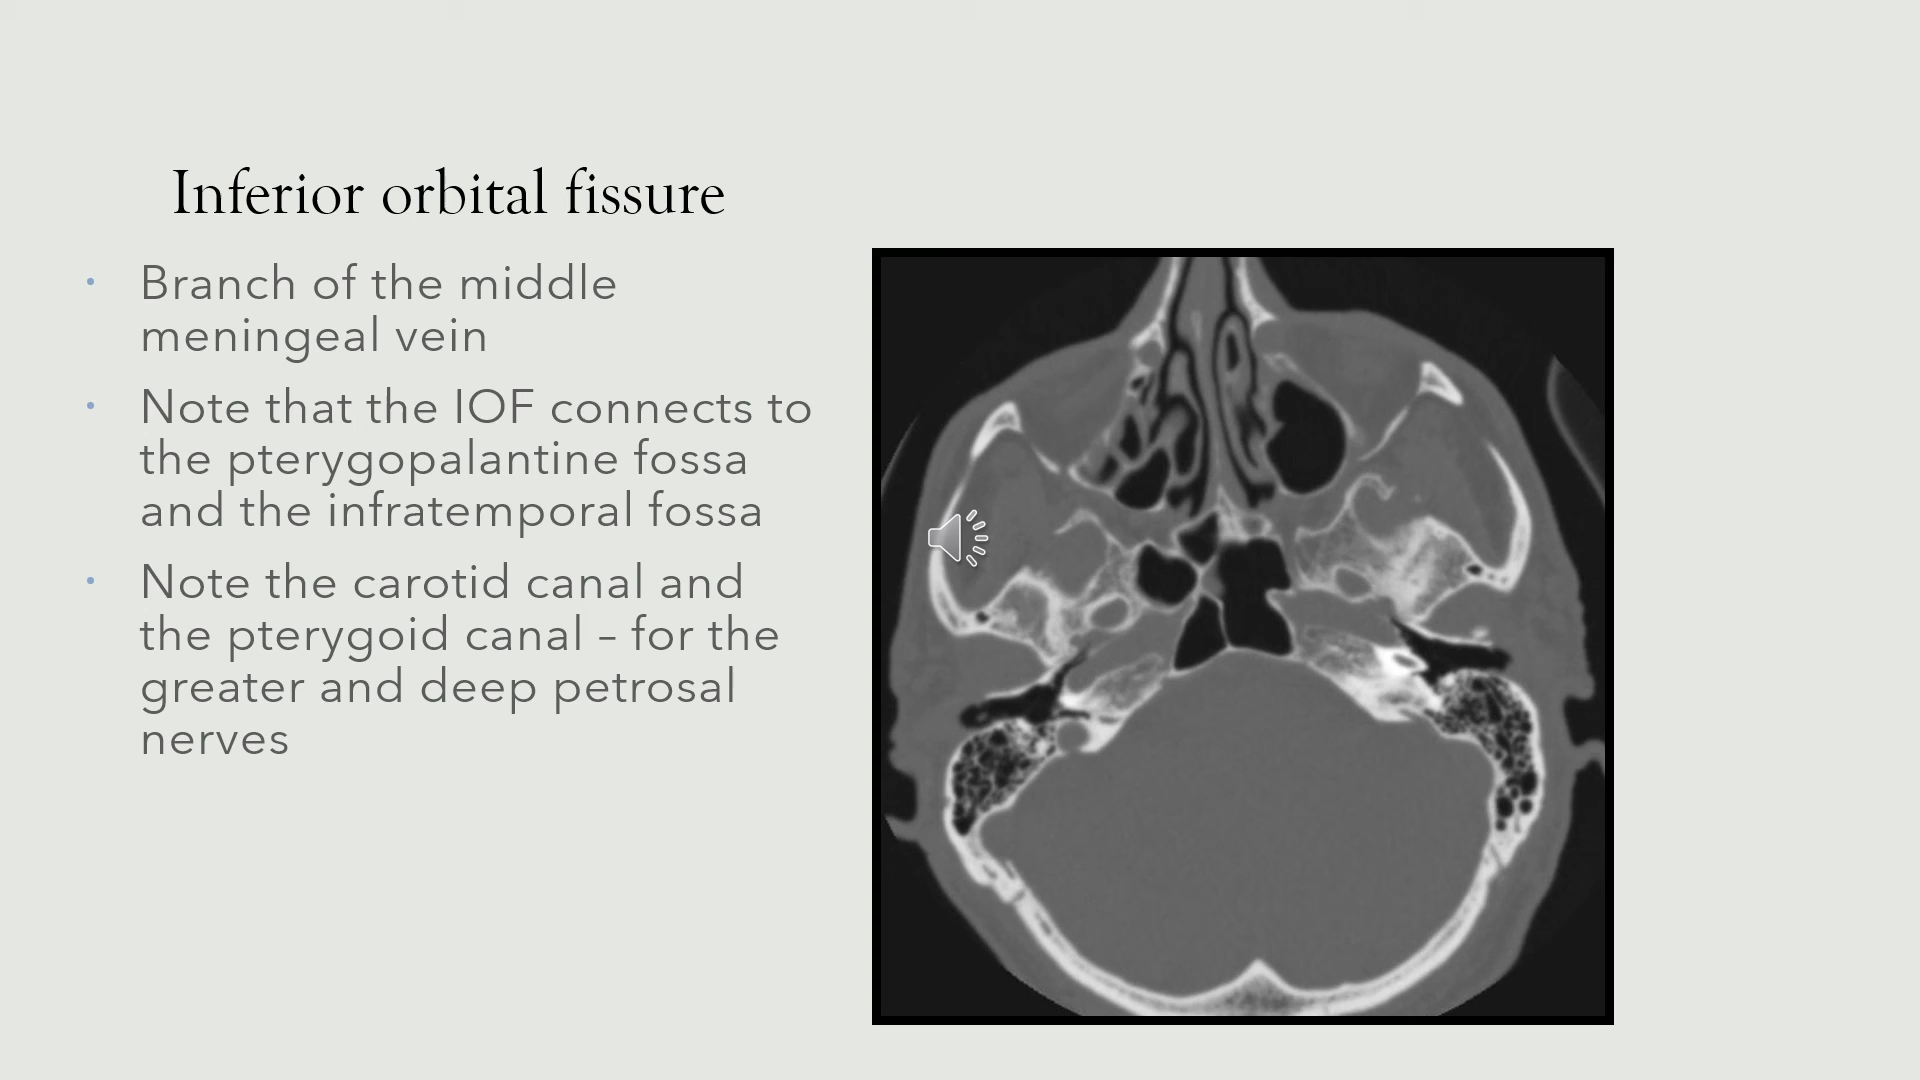 Inferior orbital fissure
• Branch of the middle
meningeal vein
• Note that the IOF connects to
the pterygopalantine fossa
and the infratemporal fossa
• Note the carotid canal and
the pterygoid canal – for the
greater and deep petrosal
nerves